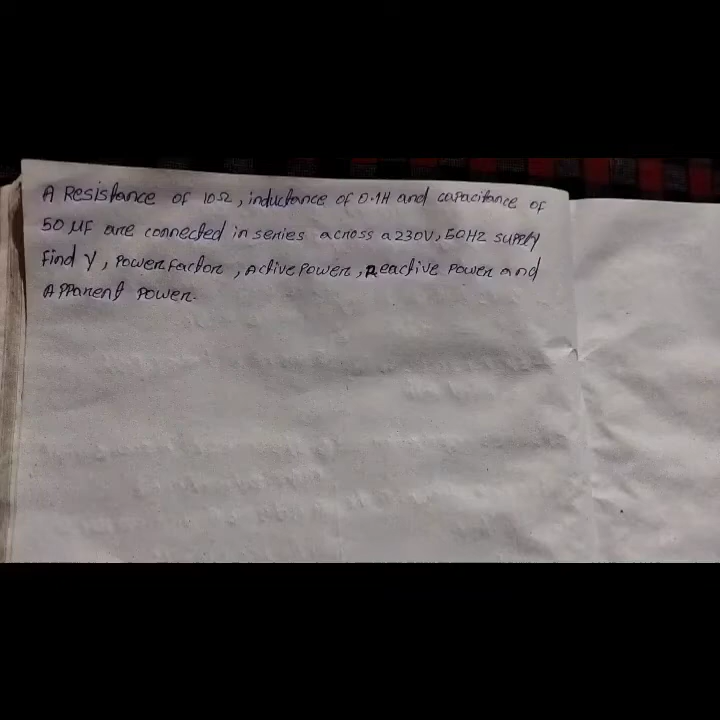 A Resistance of 10Ω, inductance of 0.1H and capacitance of
50 μF are connected in series across a 230V, 50HZ supply
Find Y, Power Factor, Active Power, Reactive Power and
Apparent Power.